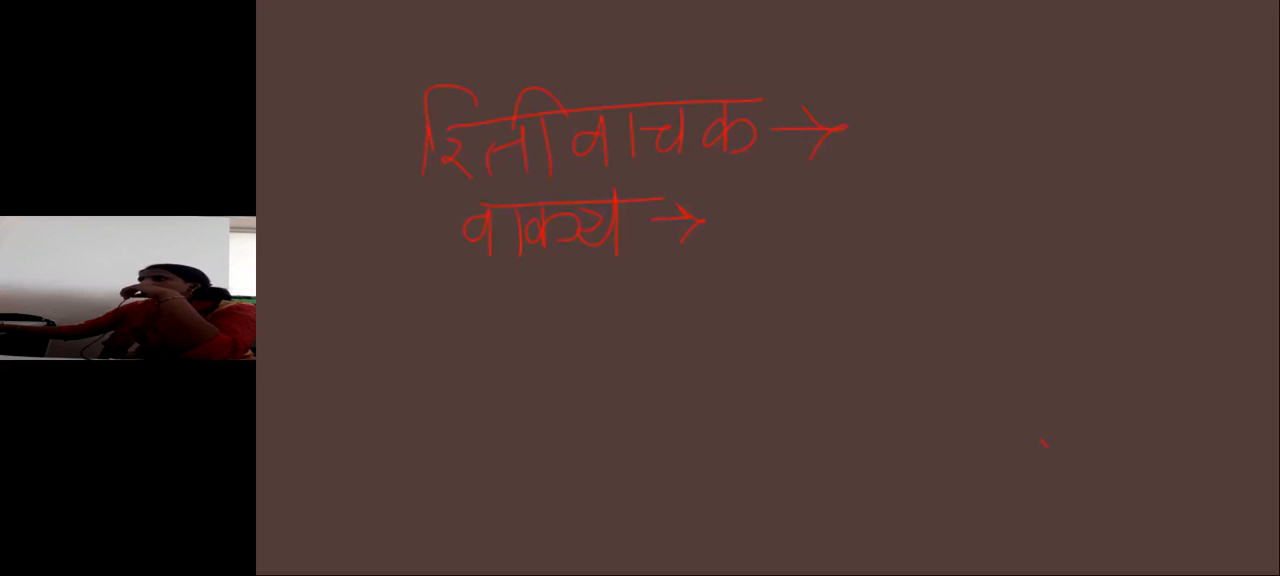 रितीवाचक →
वाक्य →